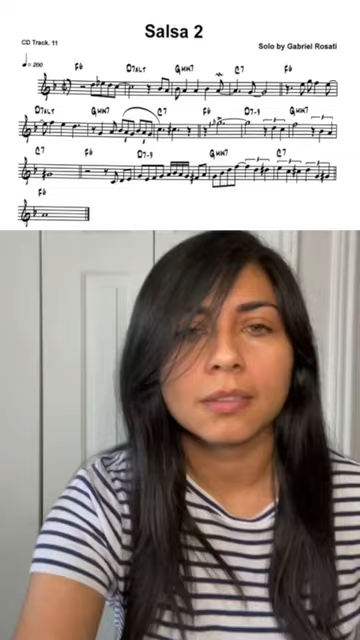 Salsa 2
CD Track. 11
Solo by Gabriel Rosati
♩ = 200
F6 D7ALT GMIN7 C7 F6
D7ALT GMIN7 C7 F6 D7-9 GMIN7
C7 F6 D7-9 GMIN7 C7
F6